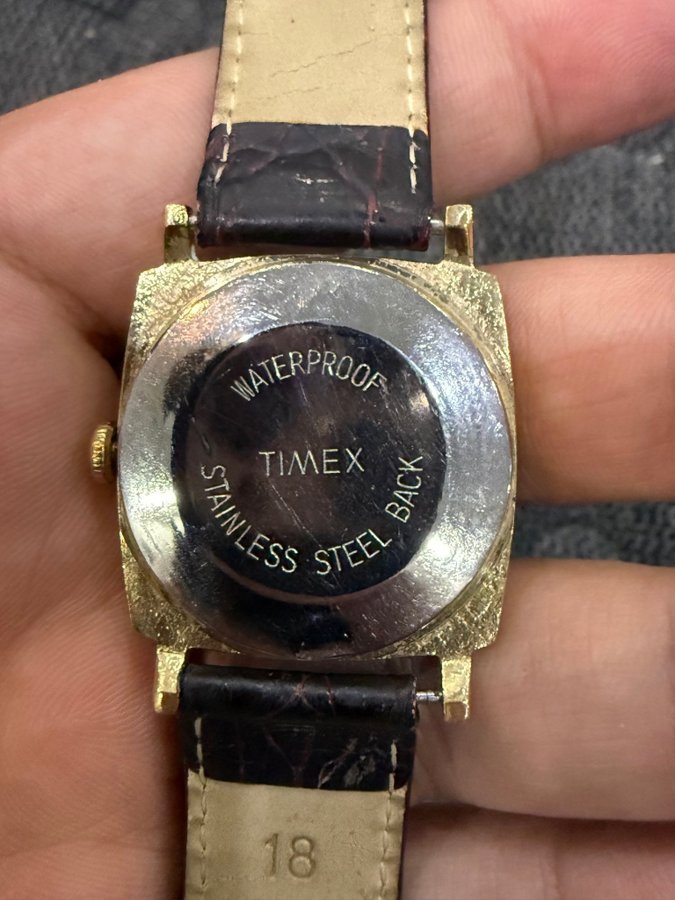 WATERPROOF
TIMEX
STAINLESS STEEL BACK
18